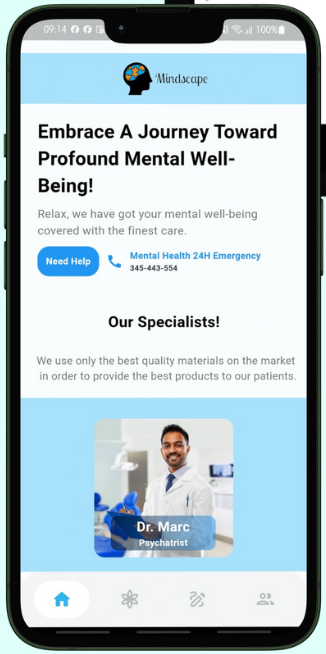 09:14
100%
Mindscape
Embrace A Journey Toward
Profound Mental Well-
Being!
Relax, we have got your mental well-being
covered with the finest care.
Need Help
Mental Health 24H Emergency
345-443-554
Our Specialists!
We use only the best quality materials on the market
in order to provide the best products to our patients.
Dr. Marc
Psychatrist